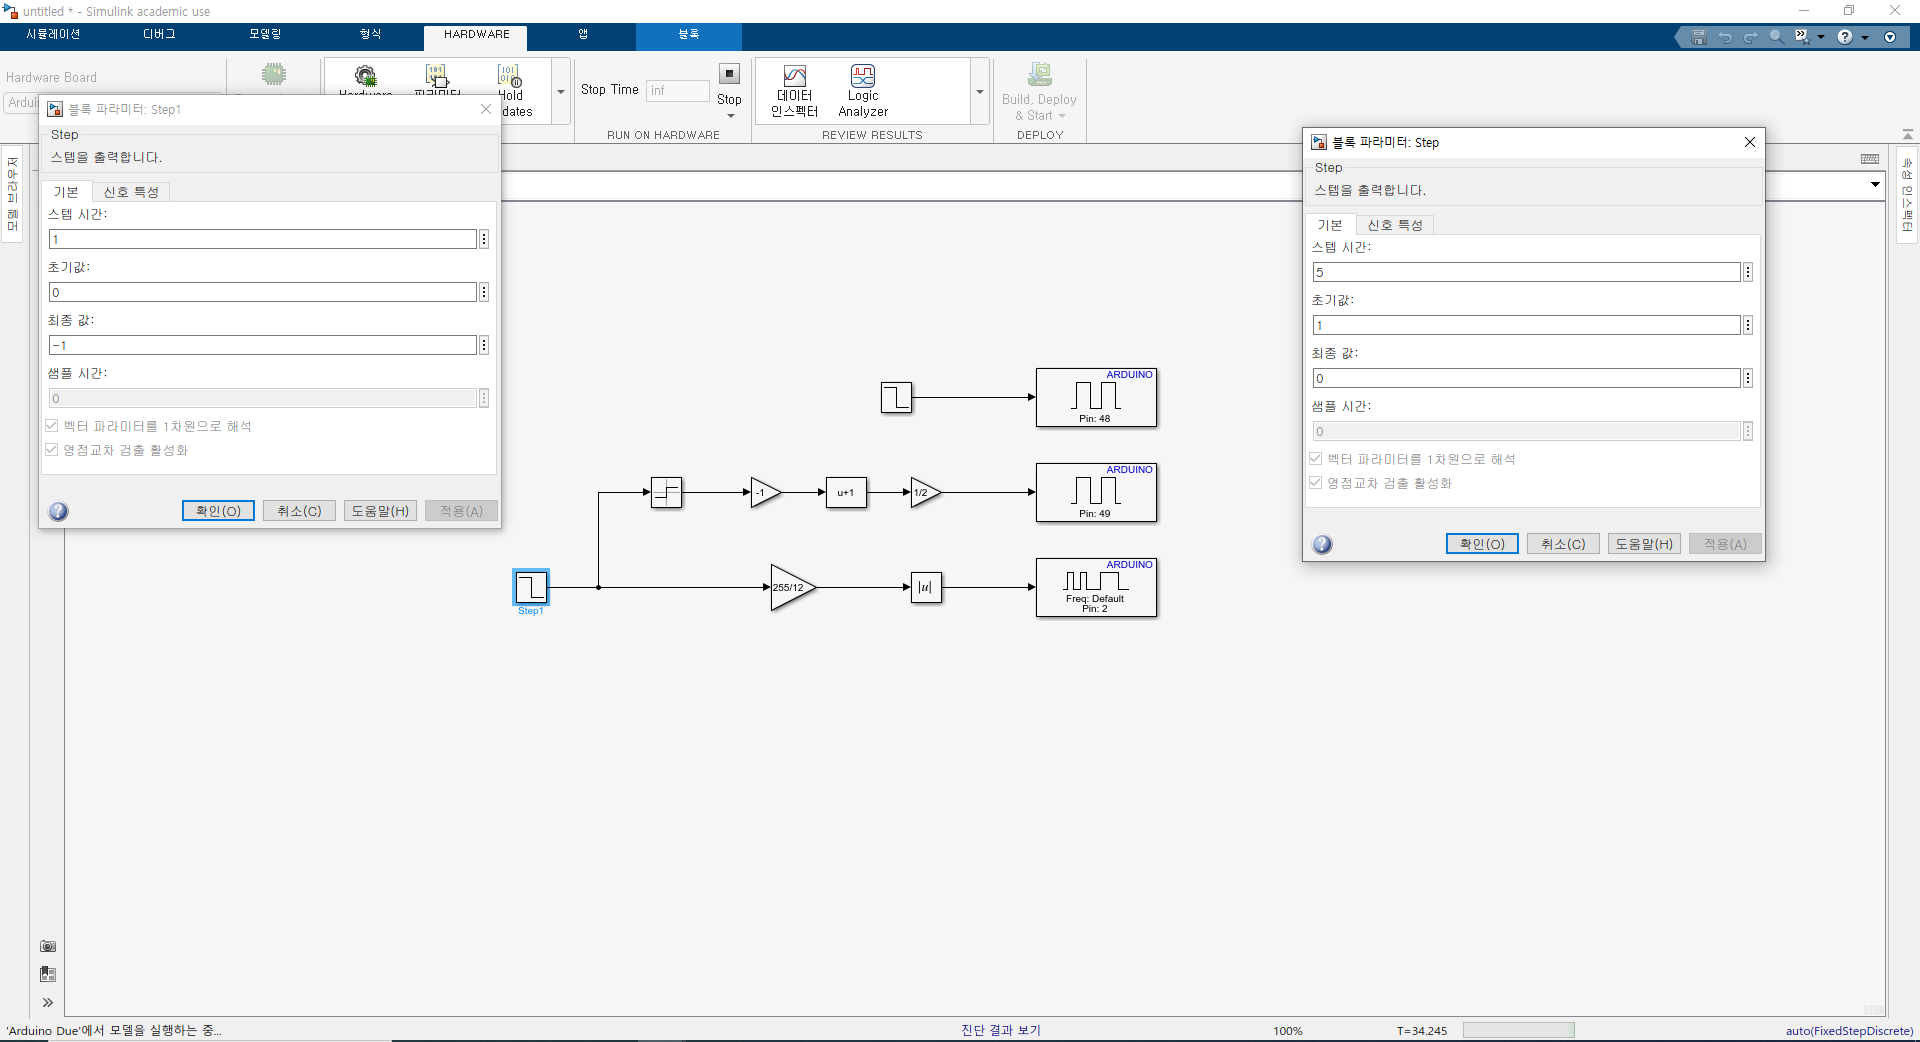 untitled * - Simulink academic use
시뮬레이션
디버그
모델링
형식
HARDWARE
앱
블록
Hardware Board
Stop Time
inf
Stop
RUN ON HARDWARE
데이터
인스펙터
Logic
Analyzer
REVIEW RESULTS
Build, Deploy
& Start
DEPLOY
모델 브라우저
속성 인스펙터
블록 파라미터: Step1
Step
스텝을 출력합니다.
기본
신호 특성
스텝 시간:
1
초기값:
0
최종 값:
-1
샘플 시간:
0
벡터 파라미터를 1차원으로 해석
영점교차 검출 활성화
확인(O)
취소(C)
도움말(H)
적용(A)
블록 파라미터: Step
Step
스텝을 출력합니다.
기본
신호 특성
스텝 시간:
5
초기값:
1
최종 값:
0
샘플 시간:
0
벡터 파라미터를 1차원으로 해석
영점교차 검출 활성화
확인(O)
취소(C)
도움말(H)
적용(A)
ARDUINO
Pin: 48
-1
u+1
1/2
ARDUINO
Pin: 49
Step1
255/12
|u|
ARDUINO
Freq: Default
Pin: 2
'Arduino Due'에서 모델을 실행하는 중...
진단 결과 보기
100%
T=34.245
auto(FixedStepDiscrete)